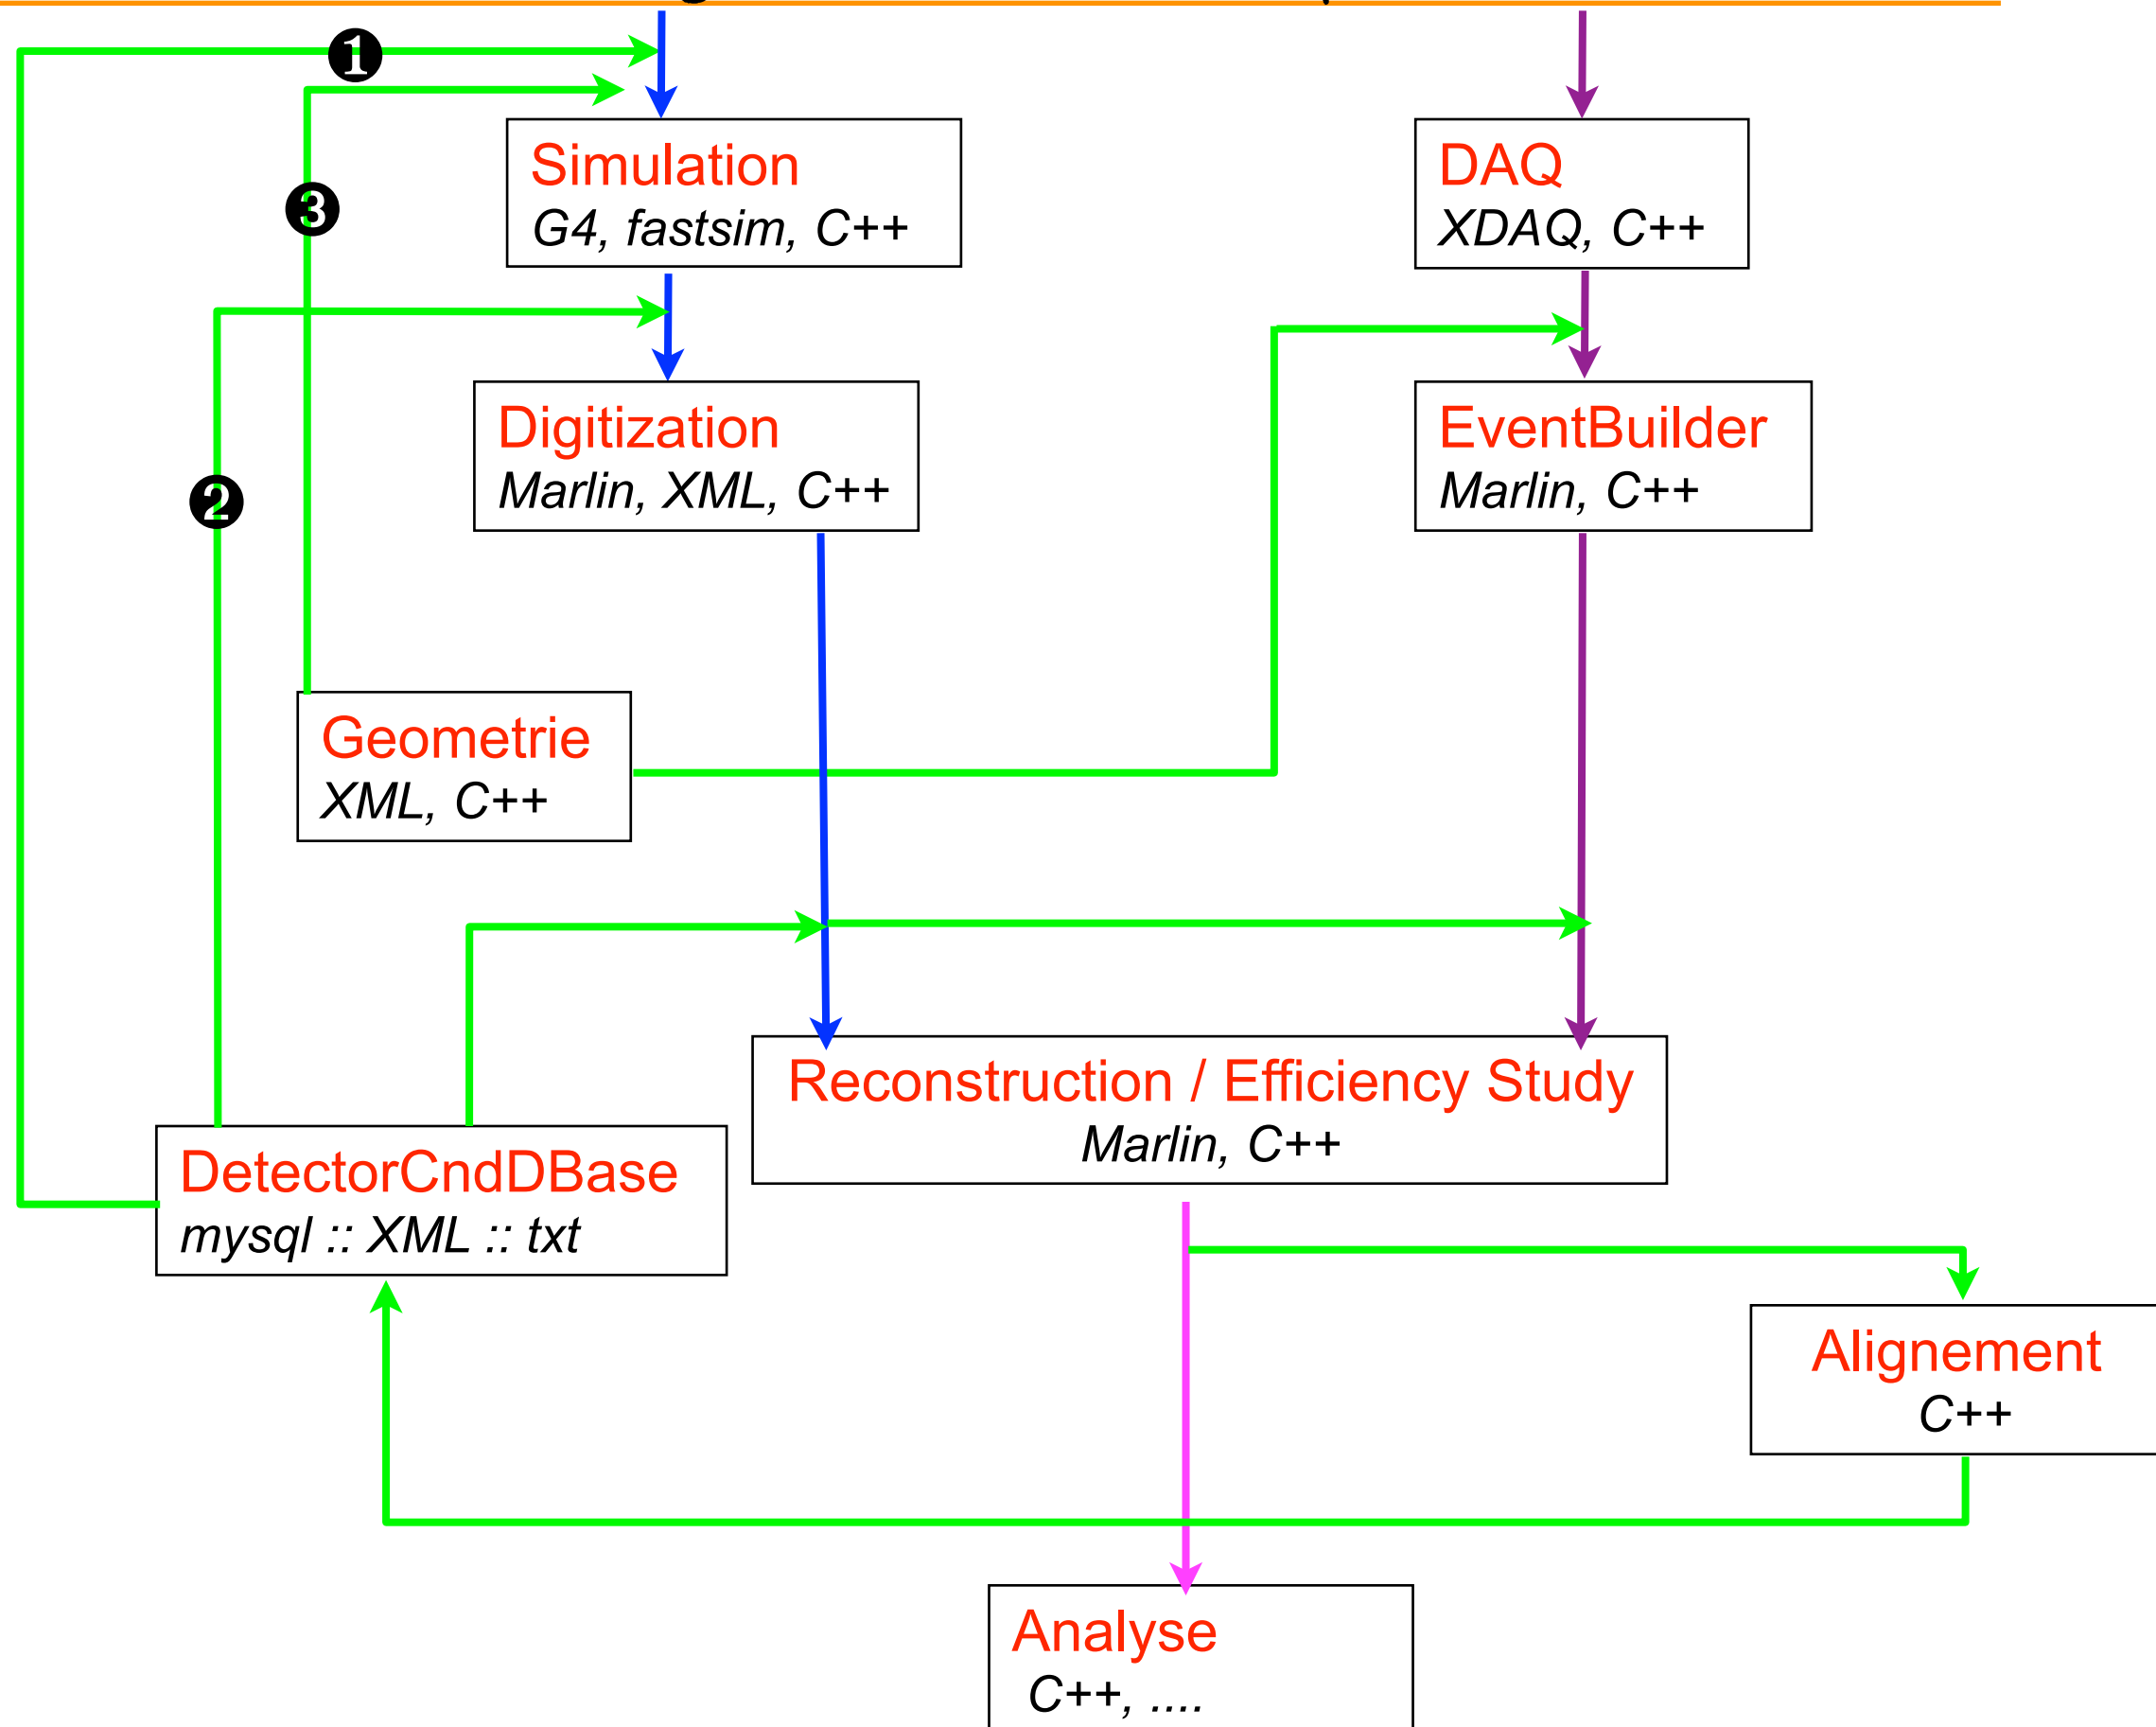 ❶
Simulation
G4, fastsim, C++
DAQ
XDAQ, C++
❸
Digitization
Marlin, XML, C++
EventBuilder
Marlin, C++
❷
Geometrie
XML, C++
Reconstruction / Efficiency Study
Marlin, C++
DetectorCndDBase
mysql :: XML :: txt
Alignement
C++
Analyse
C++, ....